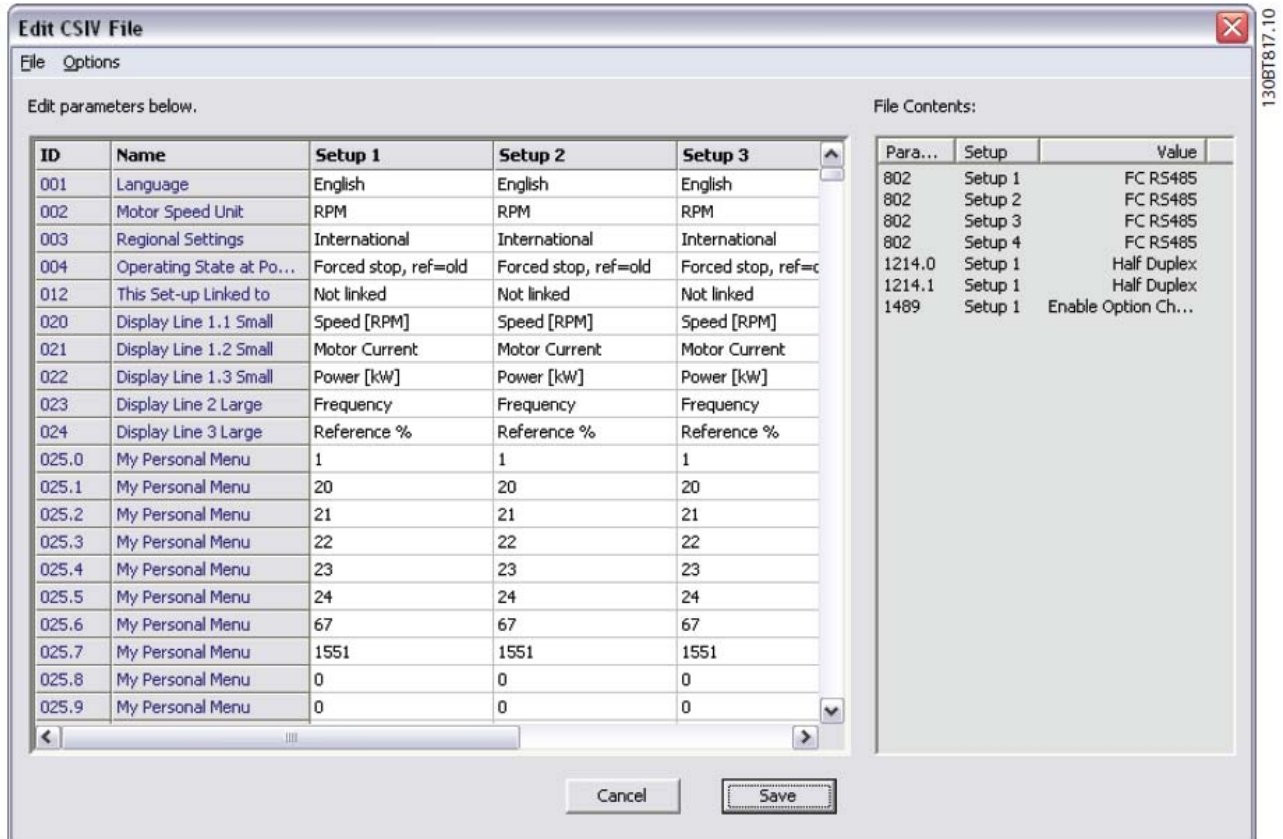 Edit CSIV File
130BT817.10
File Options
Edit parameters below.
File Contents:
ID Name Setup 1 Setup 2 Setup 3
001 Language English English English
002 Motor Speed Unit RPM RPM RPM
003 Regional Settings International International International
004 Operating State at Po... Forced stop, ref=old Forced stop, ref=old Forced stop, ref=o
012 This Set-up Linked to Not linked Not linked Not linked
020 Display Line 1.1 Small Speed [RPM] Speed [RPM] Speed [RPM]
021 Display Line 1.2 Small Motor Current Motor Current Motor Current
022 Display Line 1.3 Small Power [kW] Power [kW] Power [kW]
023 Display Line 2 Large Frequency Frequency Frequency
024 Display Line 3 Large Reference % Reference % Reference %
025.0 My Personal Menu 1 1 1
025.1 My Personal Menu 20 20 20
025.2 My Personal Menu 21 21 21
025.3 My Personal Menu 22 22 22
025.4 My Personal Menu 23 23 23
025.5 My Personal Menu 24 24 24
025.6 My Personal Menu 67 67 67
025.7 My Personal Menu 1551 1551 1551
025.8 My Personal Menu 0 0 0
025.9 My Personal Menu 0 0 0
Para... Setup Value
802 Setup 1 FC RS485
802 Setup 2 FC RS485
802 Setup 3 FC RS485
802 Setup 4 FC RS485
1214.0 Setup 1 Half Duplex
1214.1 Setup 1 Half Duplex
1489 Setup 1 Enable Option Ch...
Cancel Save